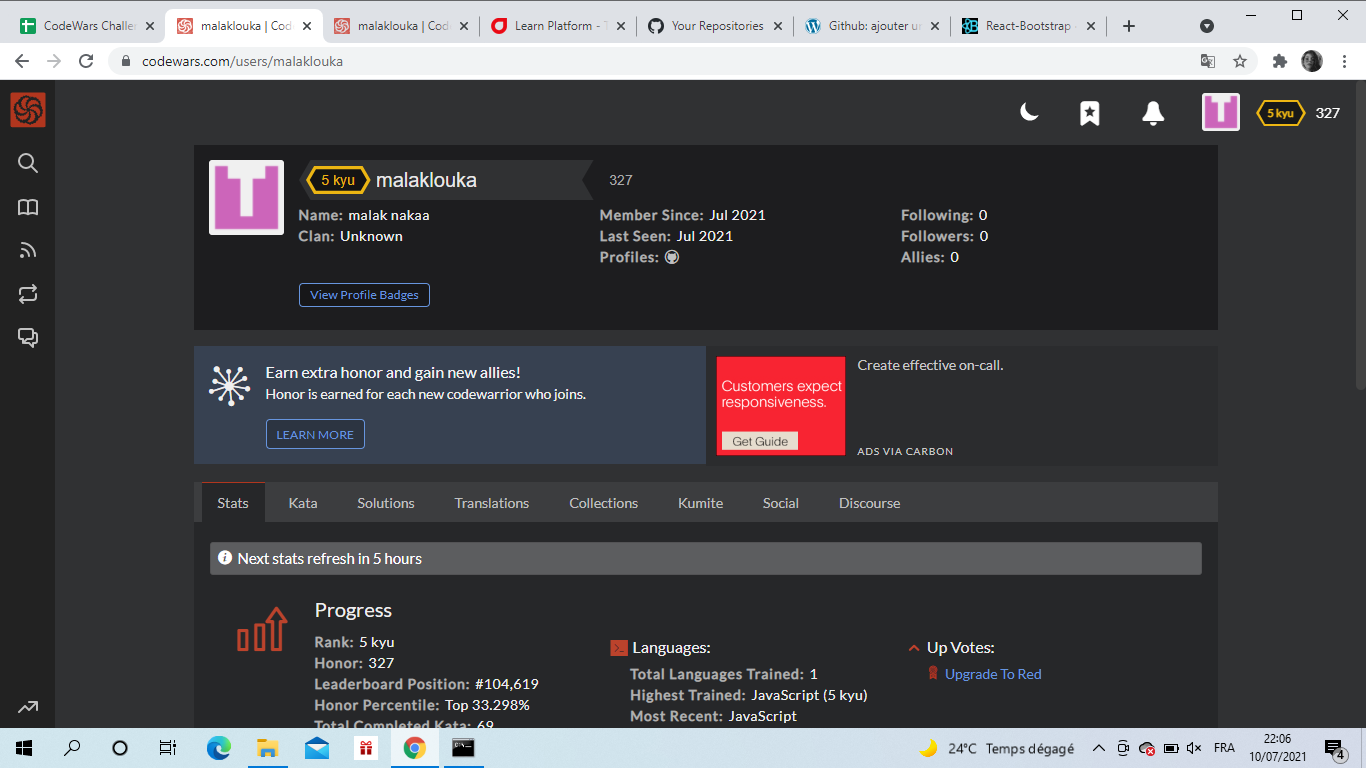 CodeWars Challe
malaklouka | Cod
malaklouka | Cod
Learn Platform - T
Your Repositories
Github: ajouter un
React-Bootstrap
codewars.com/users/malaklouka
5 kyu 327
5 kyu malaklouka 327
Name: malak nakaa
Clan: Unknown
Member Since: Jul 2021
Last Seen: Jul 2021
Profiles:
Following: 0
Followers: 0
Allies: 0
View Profile Badges
Earn extra honor and gain new allies!
Honor is earned for each new codewarrior who joins.
LEARN MORE
Customers expect
responsiveness.
Get Guide
Create effective on-call.
ADS VIA CARBON
Stats Kata Solutions Translations Collections Kumite Social Discourse
Next stats refresh in 5 hours
Progress
Rank: 5 kyu
Honor: 327
Leaderboard Position: #104,619
Honor Percentile: Top 33.298%
Total Completed Kata: 69
Languages:
Total Languages Trained: 1
Highest Trained: JavaScript (5 kyu)
Most Recent: JavaScript
Up Votes:
Upgrade To Red
24°C Temps dégagé
FRA
22:06
10/07/2021
4